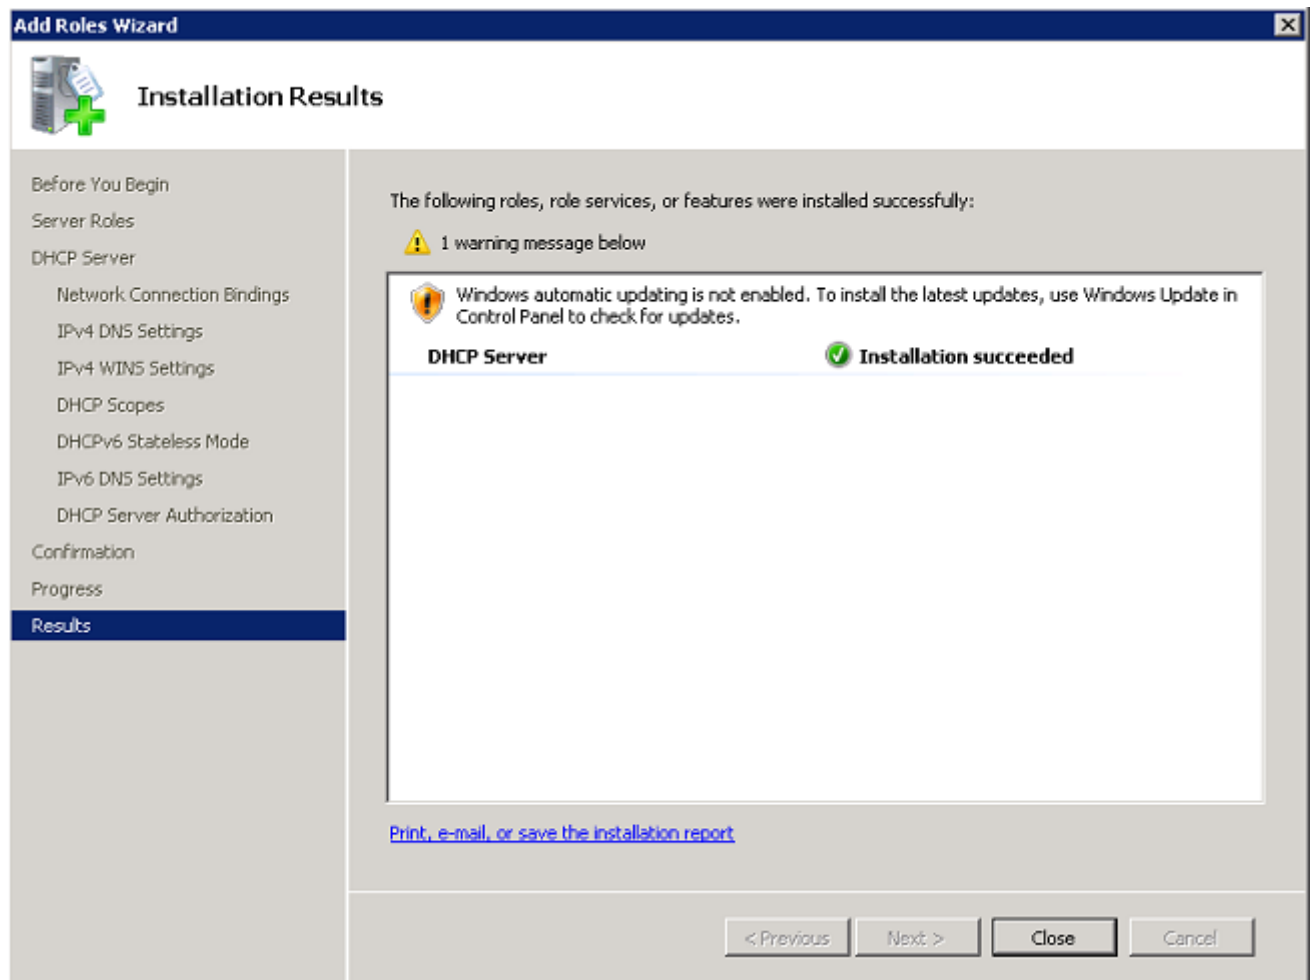 Add Roles Wizard
Installation Results
Before You Begin
Server Roles
DHCP Server
Network Connection Bindings
IPv4 DNS Settings
IPv4 WINS Settings
DHCP Scopes
DHCPv6 Stateless Mode
IPv6 DNS Settings
DHCP Server Authorization
Confirmation
Progress
Results
The following roles, role services, or features were installed successfully:
1 warning message below
Windows automatic updating is not enabled. To install the latest updates, use Windows Update in
Control Panel to check for updates.
DHCP Server Installation succeeded
Print, e-mail, or save the installation report
< Previous Next > Close Cancel